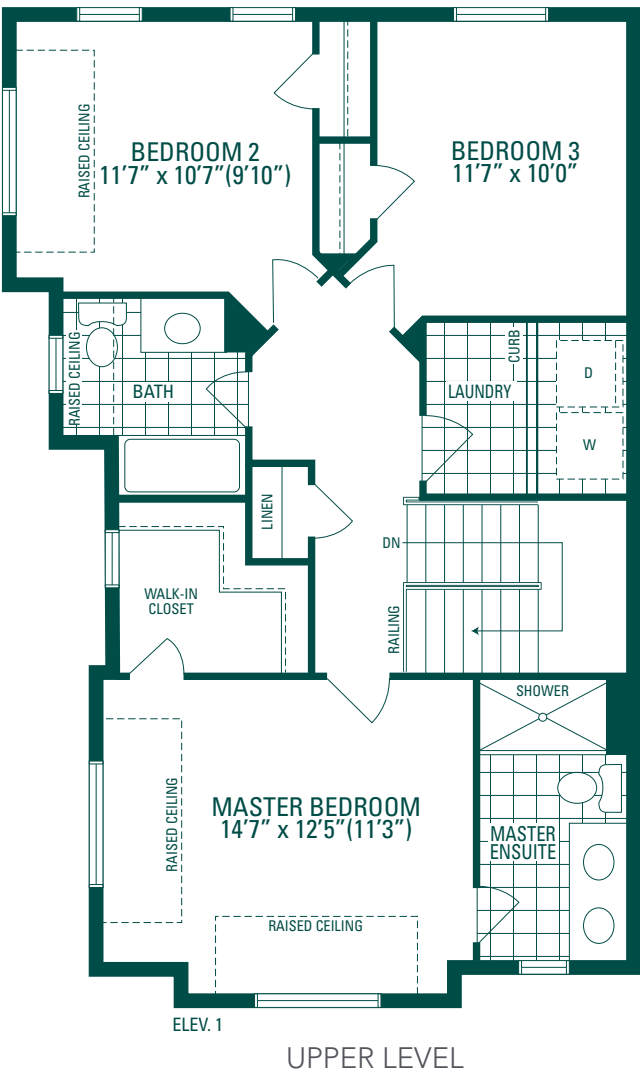 RAISED CEILING
BEDROOM 2
11’7” x 10’7”(9’10”)
BEDROOM 3
11’7” x 10’0”
RAISED CEILING
BATH
CURB
D
LAUNDRY
W
LINEN
DN
WALK-IN
CLOSET
RAILING
SHOWER
RAISED CEILING
MASTER BEDROOM
14’7” x 12’5”(11’3”)
MASTER
ENSUITE
RAISED CEILING
ELEV. 1
UPPER LEVEL